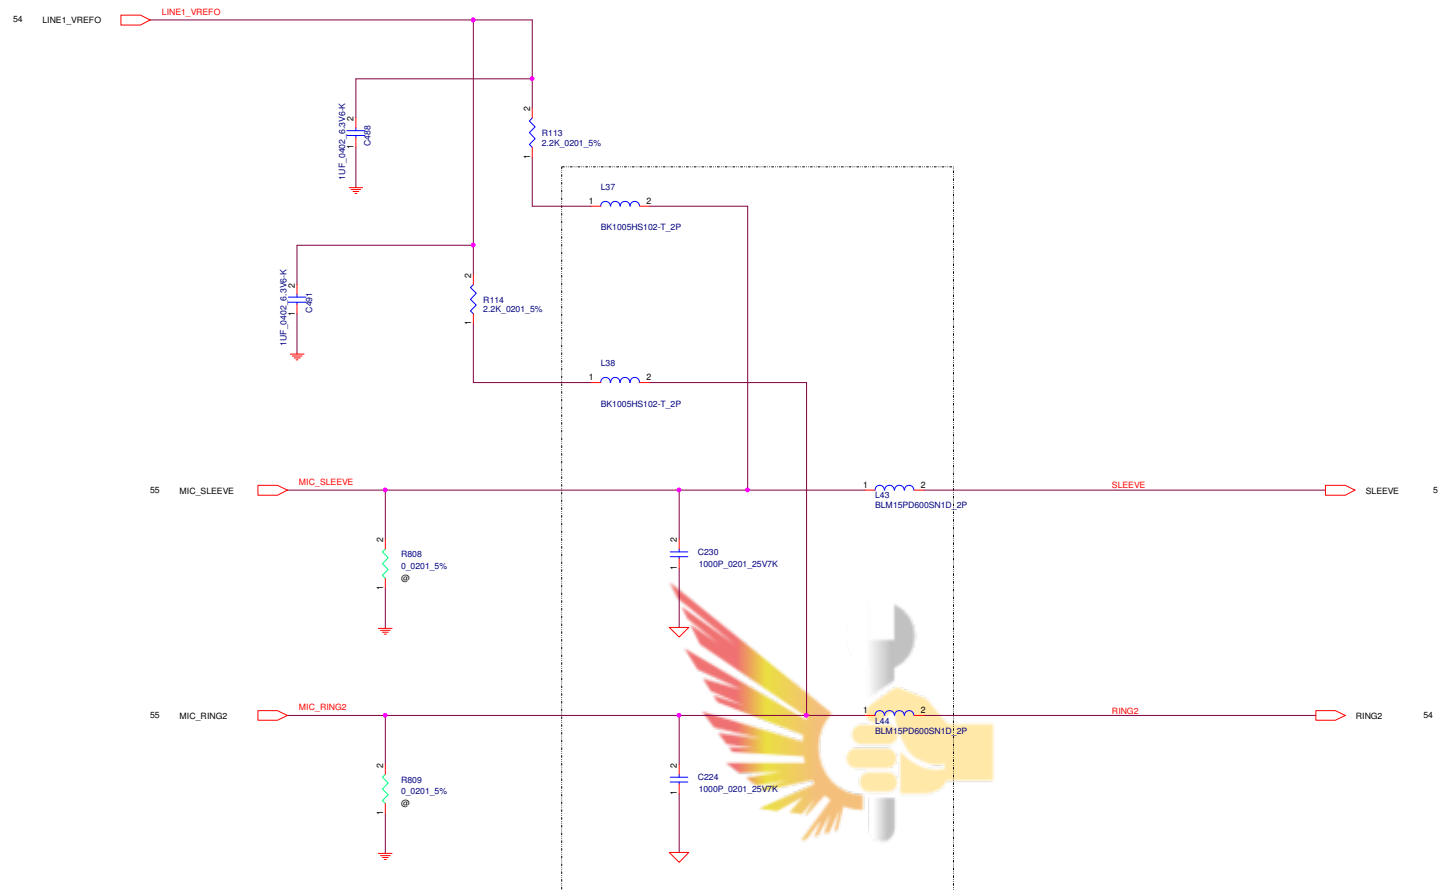 54 LINE1_VREFO LINE1_VREFO
2
1
1UF_0402_6.3V6-K
C488
2
1
R113
2.2K_0201_5%
L37
1 2
BK1005HS102-T_2P
2
1
1UF_0402_6.3V6-K
C491
2
1
R114
2.2K_0201_5%
L38
1 2
BK1005HS102-T_2P
55 MIC_SLEEVE MIC_SLEEVE
1 2
L43
BLM15PD600SN1D_2P
SLEEVE
SLEEVE 5
2
1
R808
0_0201_5%
@
2
1
C230
1000P_0201_25V7K
55 MIC_RING2 MIC_RING2
1 2
L44
BLM15PD600SN1D_2P
RING2
RING2 54
2
1
R809
0_0201_5%
@
2
1
C224
1000P_0201_25V7K